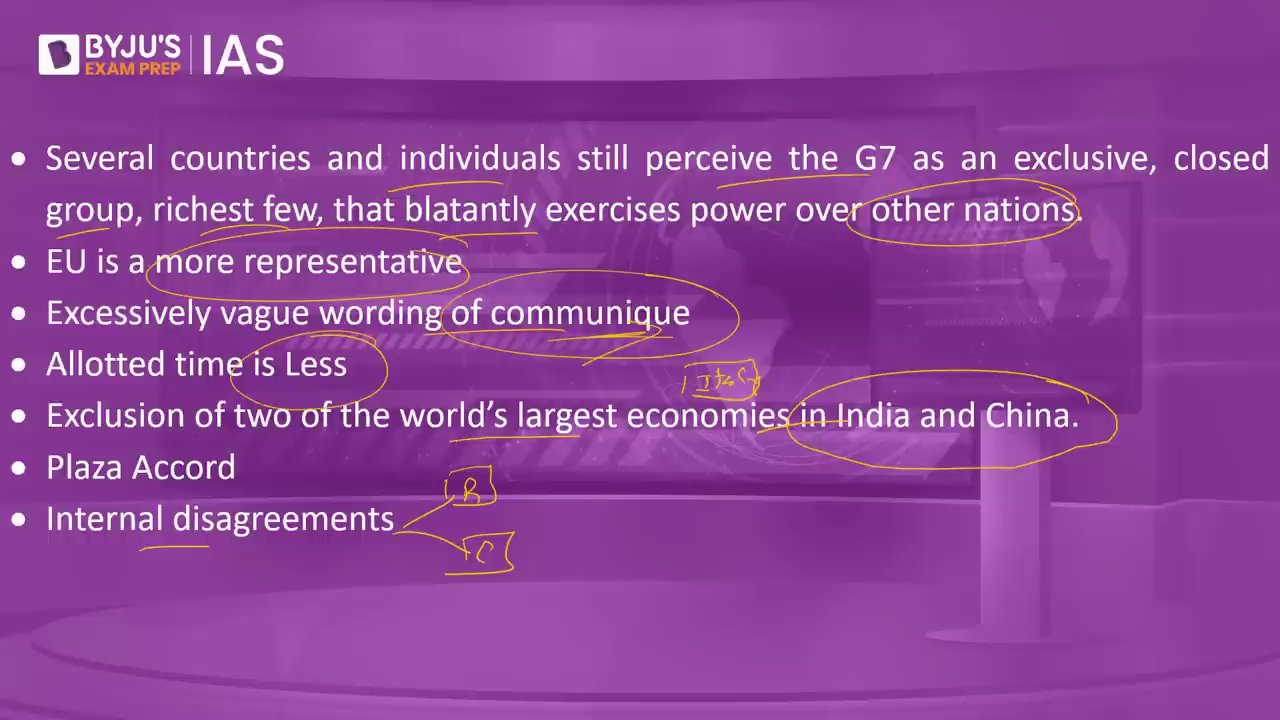 BYJU'S
EXAM PREP
IAS
• Several countries and individuals still perceive the G7 as an exclusive, closed
group, richest few, that blatantly exercises power over other nations.
• EU is a more representative
• Excessively vague wording of communique
• Allotted time is Less
• Exclusion of two of the world’s largest economies in India and China.
• Plaza Accord
R
• Internal disagreements
C